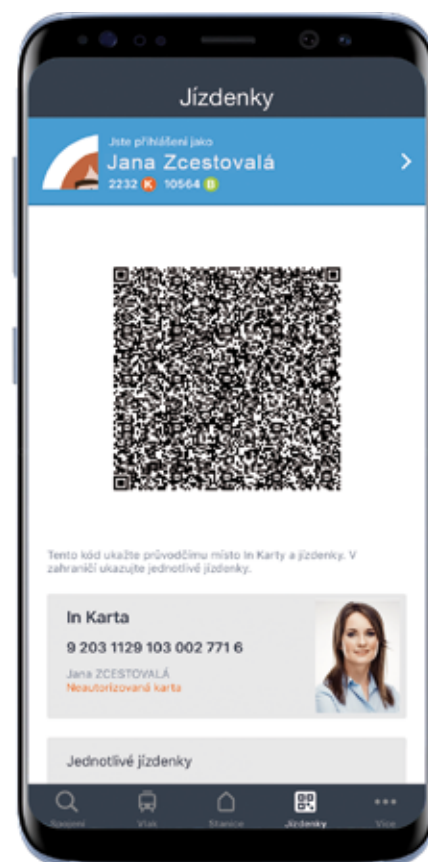 Jízdenky
Jste přihlášeni jako
Jana Zcestovalá
2232 K 10564 B
Tento kód ukažte průvodčímu místo In Karty a jízdenky. V
zahraničí ukazujte jednotlivé jízdenky.
In Karta
9 203 1129 103 002 771 6
Jana ZCESTOVALÁ
Neautorizovaná karta
Jednotlivé jízdenky
Spojení
Vlak
Stanice
Jízdenky
Více